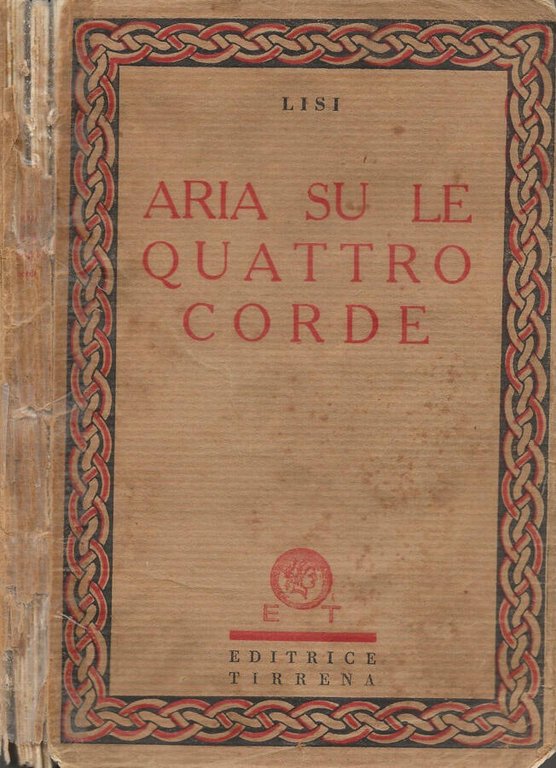 LISI
ARIA SU LE
QUATTRO
CORDE
E T
EDITRICE
TIRRENA